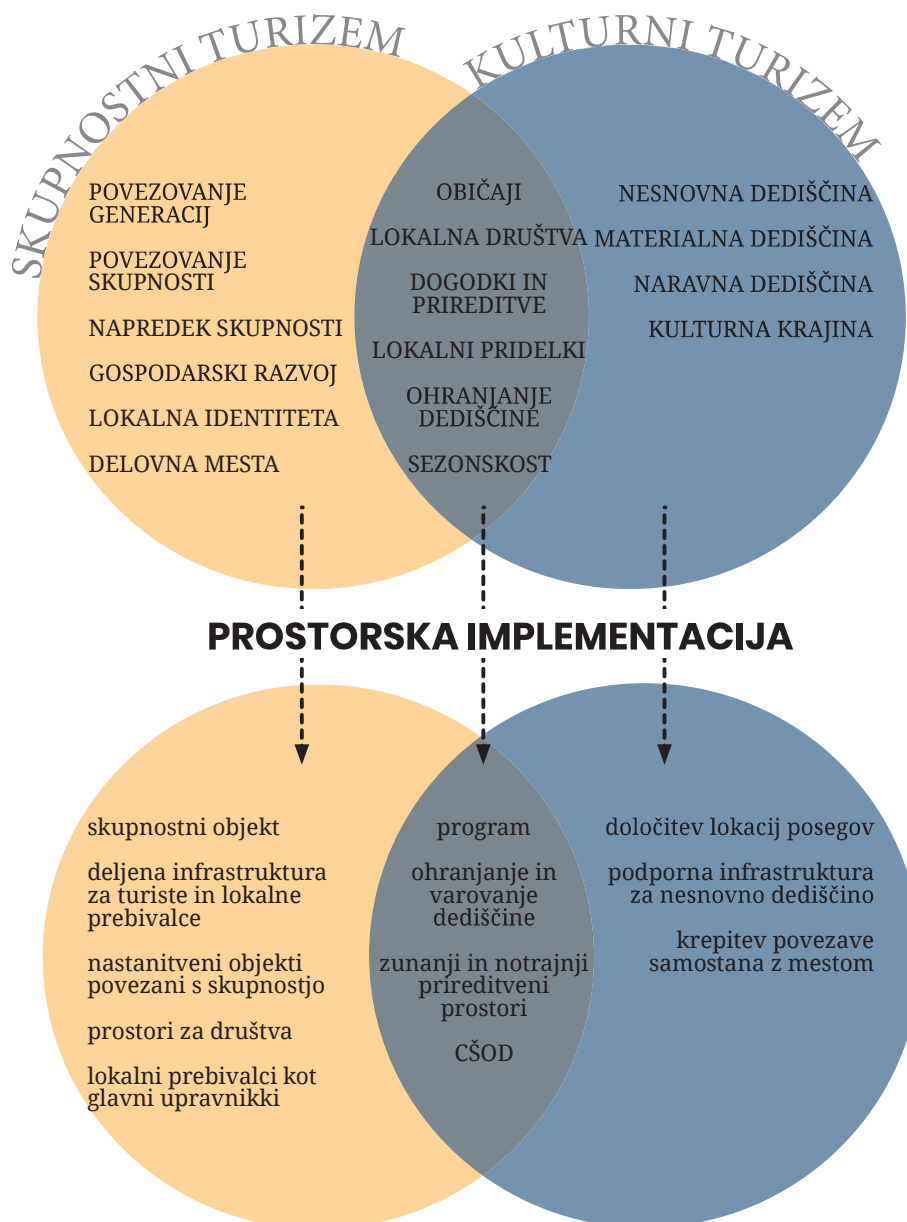 SKUPNOSTNI TURIZEM
KULTURNI TURIZEM
POVEZOVANJE
GENERACIJ
POVEZOVANJE
SKUPNOSTI
NAPREDEK SKUPNOSTI
GOSPODARSKI RAZVOJ
LOKALNA IDENTITETA
DELOVNA MESTA
OBIČAJI
LOKALNA DRUŠTVA
DOGODKI IN
PRIREDITVE
LOKALNI PRIDELKI
OHRANJANJE
DEDIŠČINE
SEZONSKOST
NESNOVNA DEDIŠČINA
MATERIALNA DEDIŠČINA
NARAVNA DEDIŠČINA
KULTURNA KRAJINA
PROSTORSKA IMPLEMENTACIJA
skupnostni objekt
deljena infrastruktura
za turiste in lokalne
prebivalce
nastanitveni objekti
povezani s skupnostjo
prostori za društva
lokalni prebivalci kot
glavni upravnikki
program
ohranjanje in
varovanje
dediščine
zunanji in notrajnji
prireditveni
prostori
CŠOD
določitev lokacij posegov
podporna infrastruktura
za nesnovno dediščino
krepitev povezave
samostana z mestom